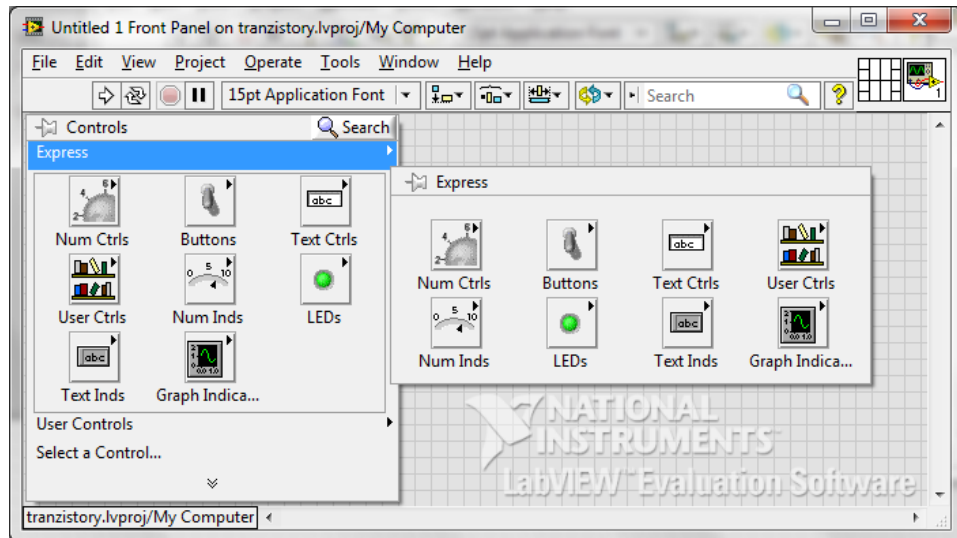 Untitled 1 Front Panel on tranzistory.lvproj/My Computer
File Edit View Project Operate Tools Window Help
15pt Application Font
Search
1
Controls
Search
Express
Num Ctrls Buttons Text Ctrls
User Ctrls Num Inds LEDs
Text Inds Graph Indica...
User Controls
Select a Control...
Express
Num Ctrls Buttons Text Ctrls User Ctrls
Num Inds LEDs Text Inds Graph Indica...
NATIONAL
INSTRUMENTS
LabVIEW™ Evaluation Software
tranzistory.lvproj/My Computer